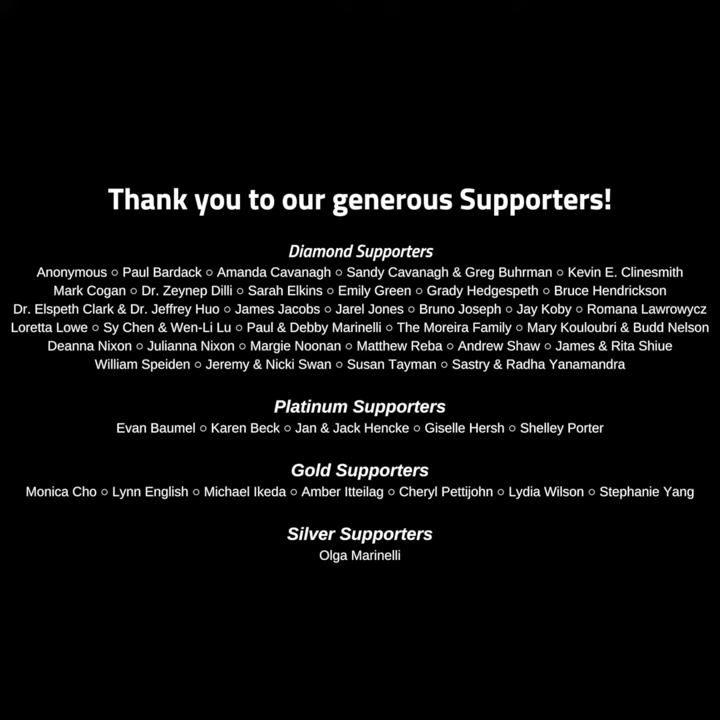 Thank you to our generous Supporters!
Diamond Supporters
Anonymous ○ Paul Bardack ○ Amanda Cavanagh ○ Sandy Cavanagh & Greg Buhrman ○ Kevin E. Clinesmith
Mark Cogan ○ Dr. Zeynep Dilli ○ Sarah Elkins ○ Emily Green ○ Grady Hedgespeth ○ Bruce Hendrickson
Dr. Elspeth Clark & Dr. Jeffrey Huo ○ James Jacobs ○ Jarel Jones ○ Bruno Joseph ○ Jay Koby ○ Romana Lawrowycz
Loretta Lowe ○ Sy Chen & Wen-Li Lu ○ Paul & Debby Marinelli ○ The Moreira Family ○ Mary Kouloubri & Budd Nelson
Deanna Nixon ○ Julianna Nixon ○ Margie Noonan ○ Matthew Reba ○ Andrew Shaw ○ James & Rita Shiue
William Speiden ○ Jeremy & Nicki Swan ○ Susan Tayman ○ Sastry & Radha Yanamandra
Platinum Supporters
Evan Baumel ○ Karen Beck ○ Jan & Jack Hencke ○ Giselle Hersh ○ Shelley Porter
Gold Supporters
Monica Cho ○ Lynn English ○ Michael Ikeda ○ Amber Itteilag ○ Cheryl Pettijohn ○ Lydia Wilson ○ Stephanie Yang
Silver Supporters
Olga Marinelli